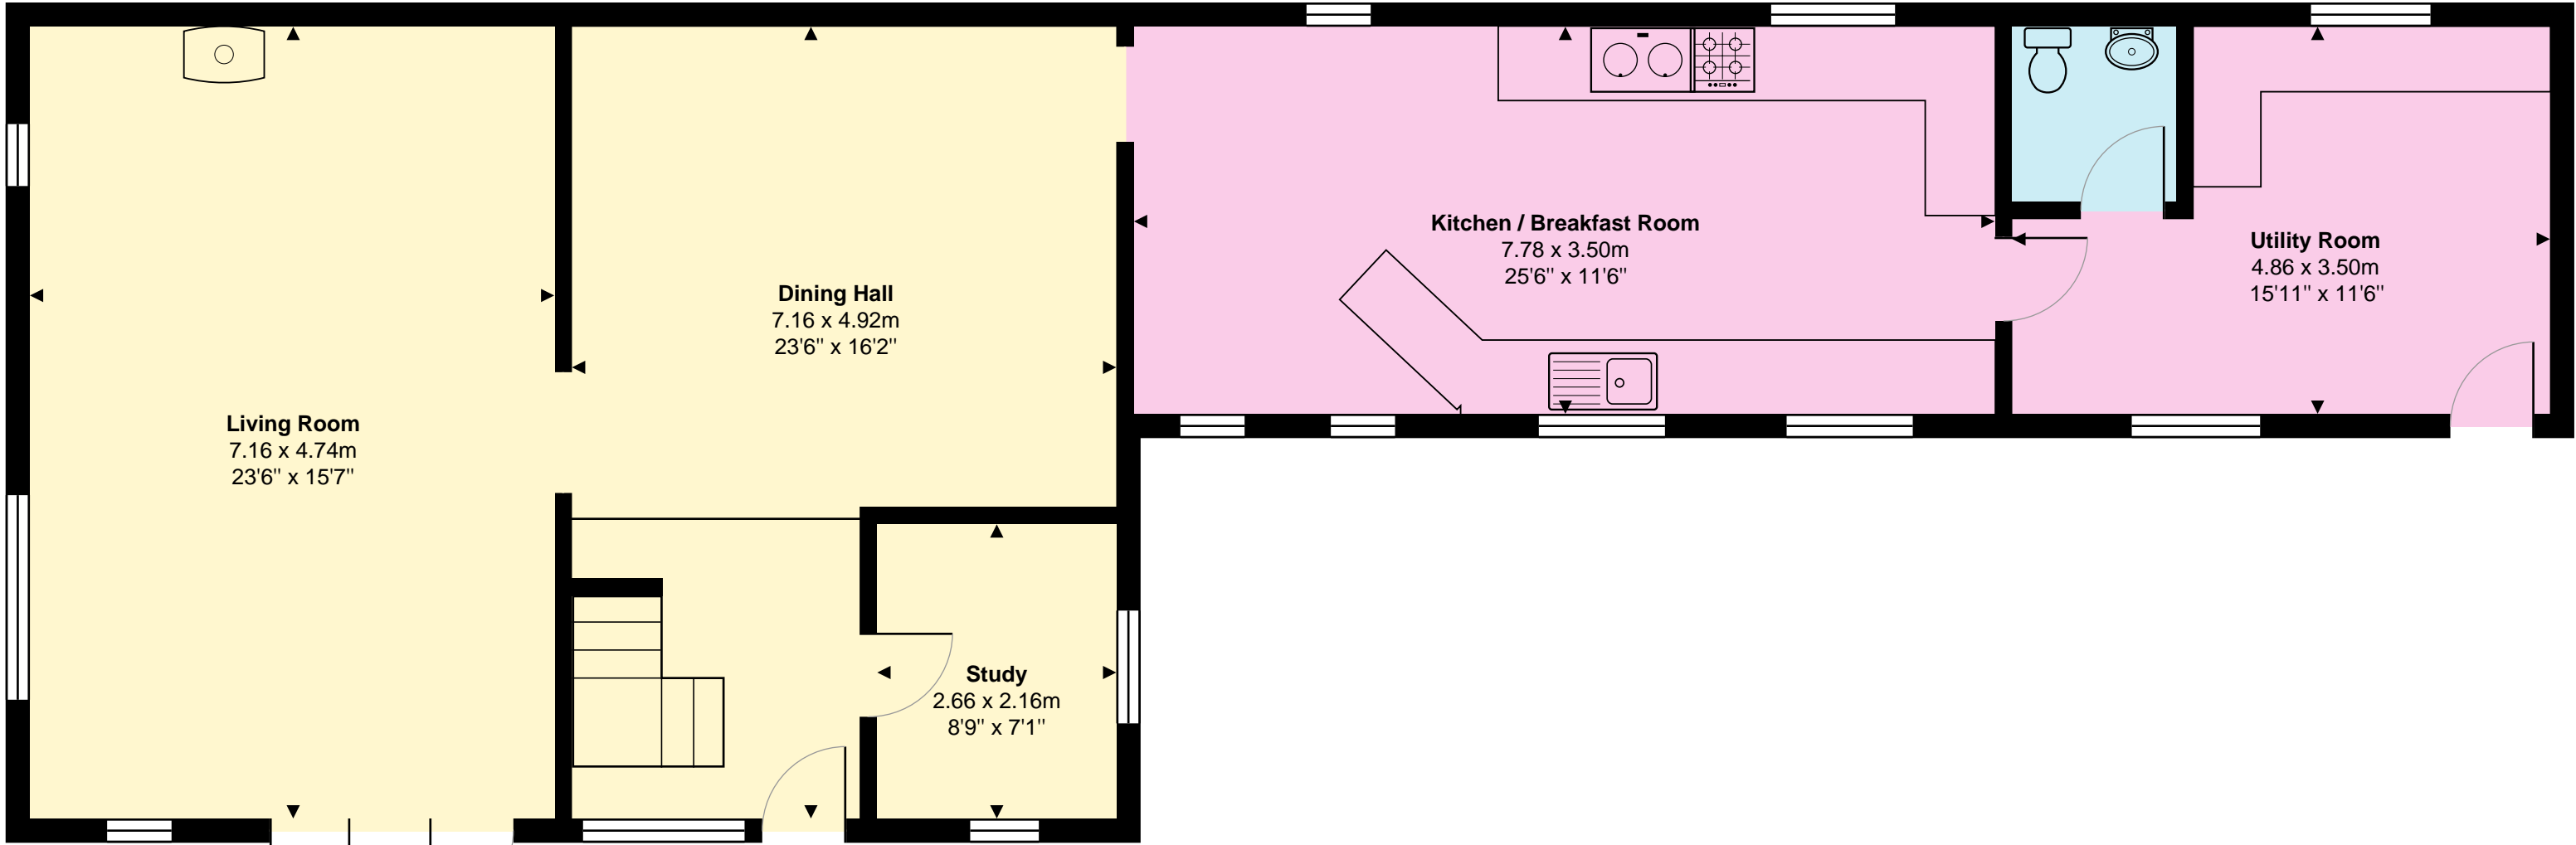 Living Room
7.16 x 4.74m
23'6" x 15'7"
Dining Hall
7.16 x 4.92m
23'6" x 16'2"
Study
2.66 x 2.16m
8'9" x 7'1"
Kitchen / Breakfast Room
7.78 x 3.50m
25'6" x 11'6"
Utility Room
4.86 x 3.50m
15'11" x 11'6"